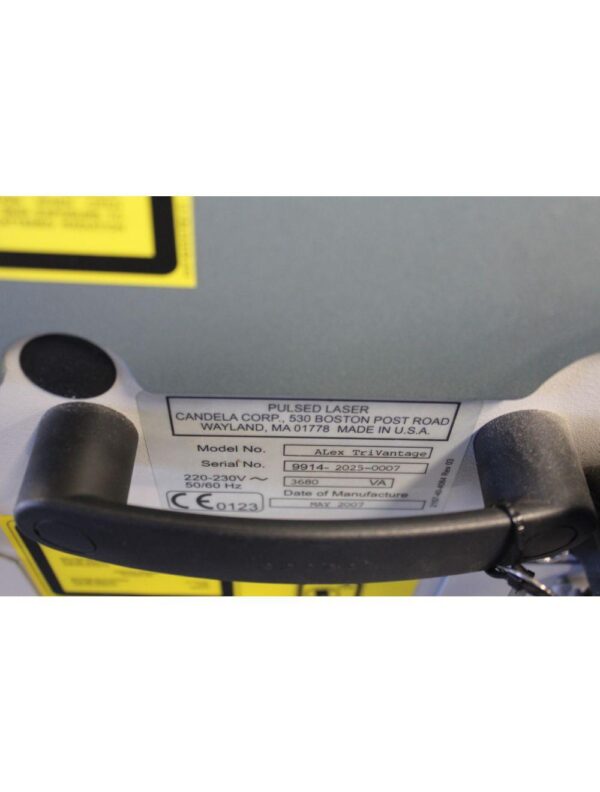 PULSED LASER
CANDELA CORP., 530 BOSTON POST ROAD
WAYLAND, MA 01778 MADE IN U.S.A.
Model No. ALex TriVantage
Serial No. 9914- 2025-0007
220-230V ~ 3680 VA
50/60 Hz
Date of Manufacture
CE 0123 MAY 2007